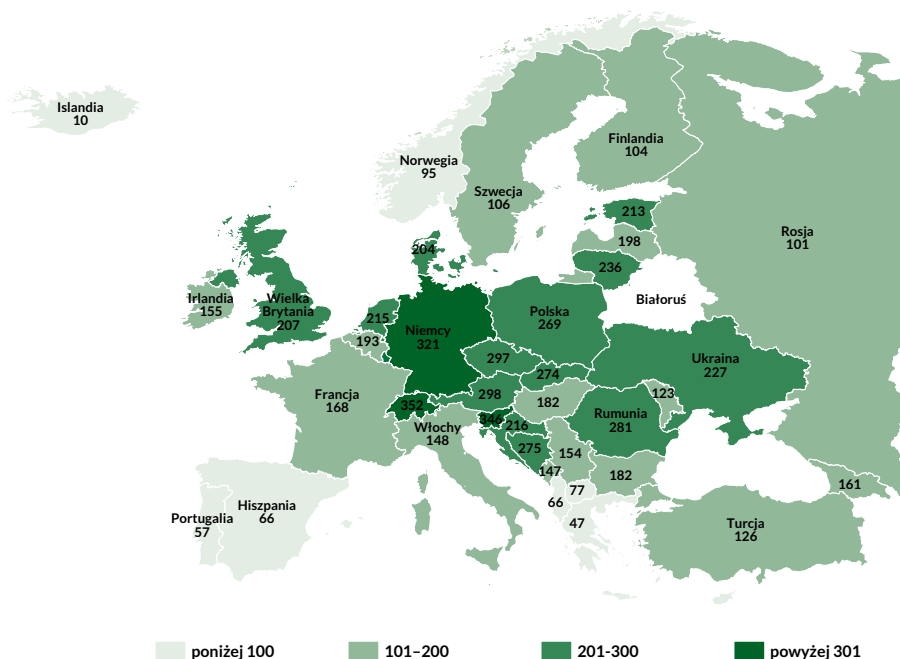 Islandia
10
Norwegia
95
Finlandia
104
Szwecja
106
213
Rosja
101
198
204
236
Białoruś
Irlandia
155
Wielka
Brytania
207
215
Niemcy
321
Polska
269
193
297
Ukraina
227
274
Francja
168
298
123
352
182
346
Rumunia
281
216
Włochy
148
275
154
147
182
161
77
66
Hiszpania
66
Portugalia
57
47
Turcja
126
poniżej 100
101–200
201-300
powyżej 301